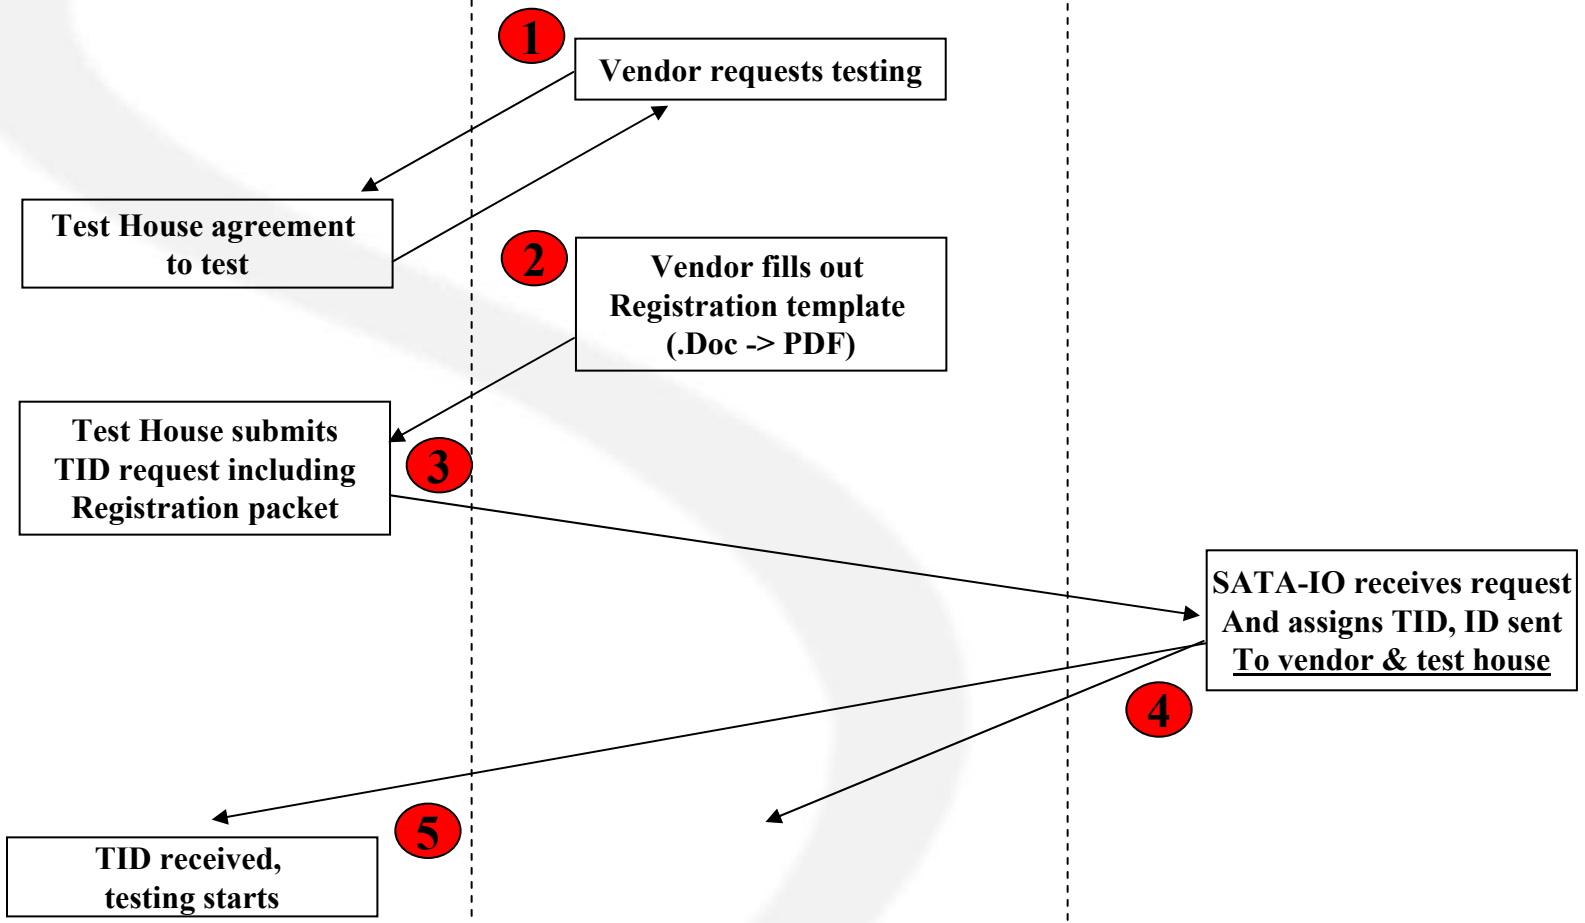 1
Vendor requests testing
Test House agreement
to test
2
Vendor fills out
Registration template
(.Doc -> PDF)
Test House submits
TID request including
Registration packet
3
SATA-IO receives request
And assigns TID, ID sent
To vendor & test house
4
5
TID received,
testing starts